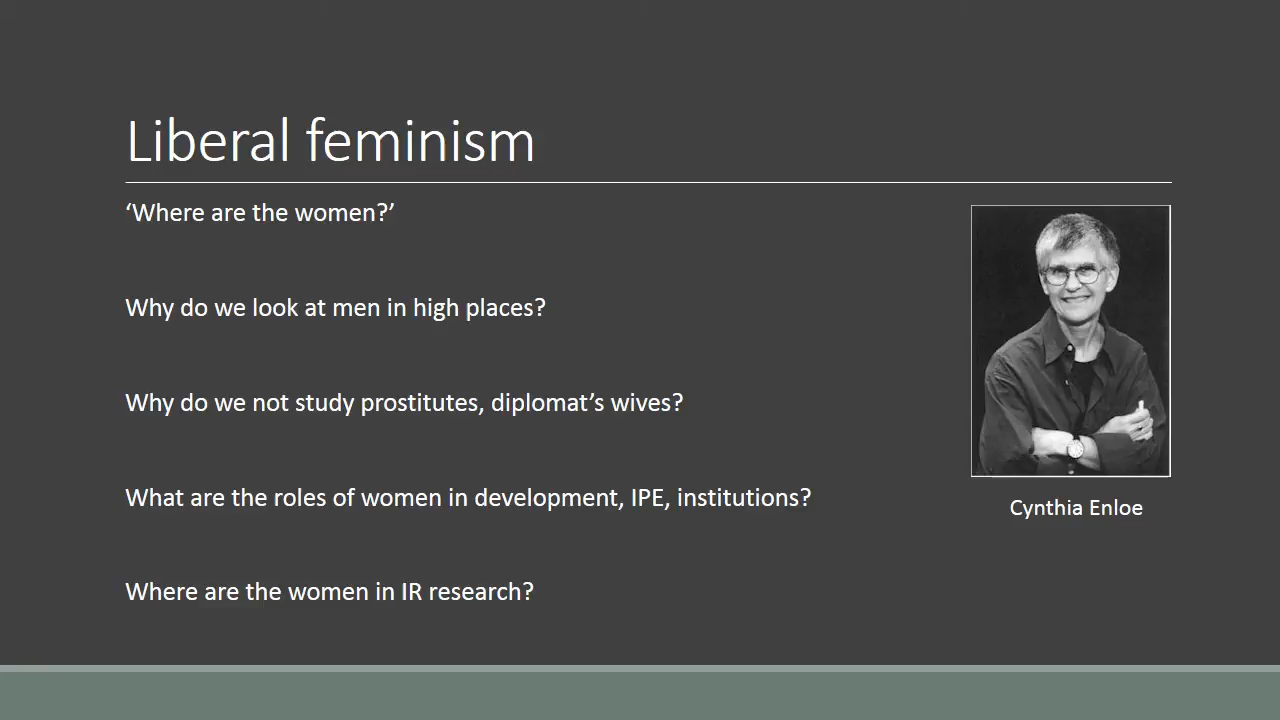 Liberal feminism
‘Where are the women?’
Why do we look at men in high places?
Why do we not study prostitutes, diplomat’s wives?
What are the roles of women in development, IPE, institutions?
Where are the women in IR research?
Cynthia Enloe